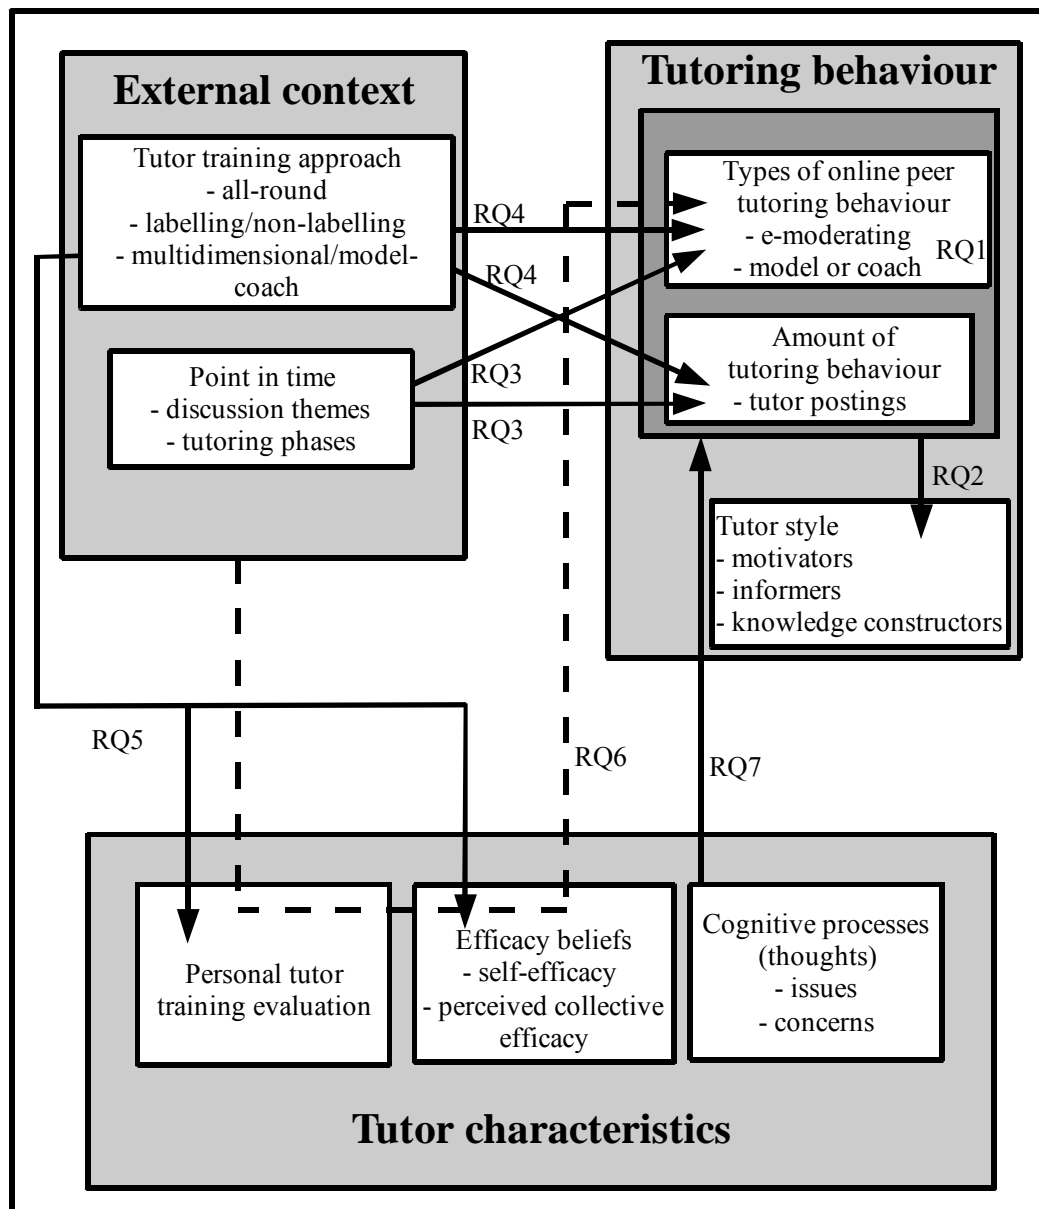 External context
Tutor training approach
- all-round
- labelling/non-labelling
- multidimensional/model-
coach
Point in time
- discussion themes
- tutoring phases
RQ4
RQ4
RQ3
RQ3
Tutoring behaviour
Types of online peer
tutoring behaviour
- e-moderating
- model or coach
RQ1
Amount of
tutoring behaviour
- tutor postings
RQ2
Tutor style
- motivators
- informers
- knowledge constructors
RQ5
RQ6
RQ7
Personal tutor
training evaluation
Efficacy beliefs
- self-efficacy
- perceived collective
efficacy
Cognitive processes
(thoughts)
- issues
- concerns
Tutor characteristics